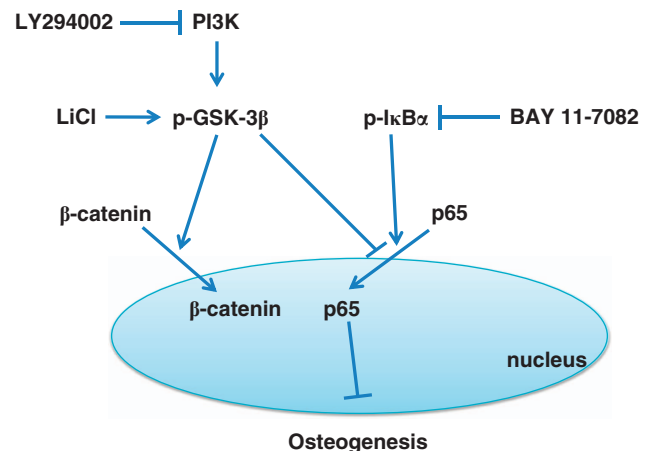 LY294002 PI3K
LiCl p-GSK-3β p-IκBα BAY 11-7082
β-catenin p65
β-catenin p65
nucleus
Osteogenesis